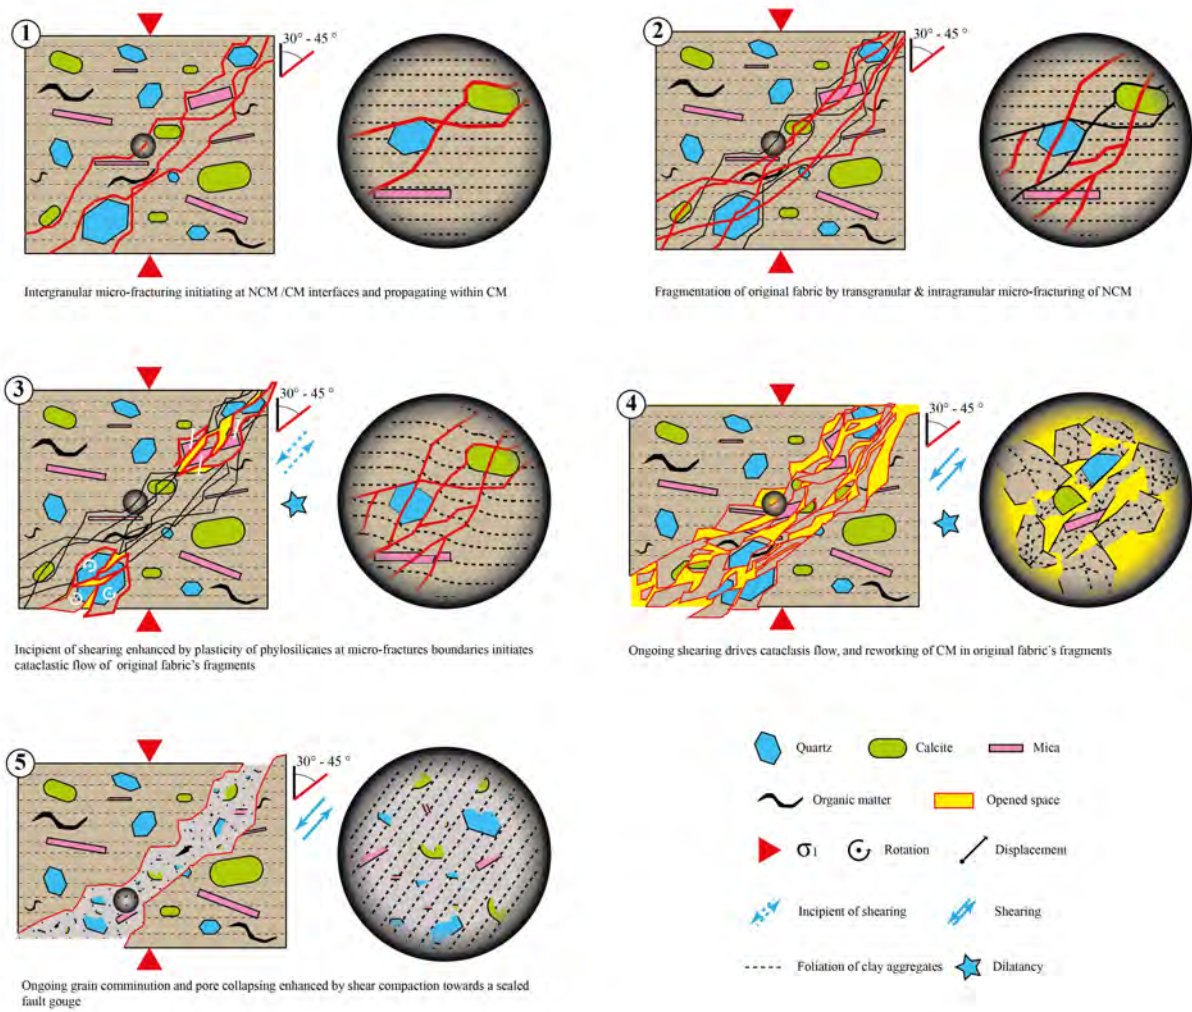 1
30° - 45 °
Intergranular micro-fracturing initiating at NCM /CM interfaces and propagating within CM
2
30° - 45 °
Fragmentation of original fabric by transgranular & intragranular micro-fracturing of NCM
3
30° - 45 °
Incipient of shearing enhanced by plasticity of phylosilicates at micro-fractures boundaries initiates
cataclastic flow of original fabric's fragments
4
30° - 45 °
Ongoing shearing drives cataclasis flow, and reworking of CM in original fabric's fragments
5
30° - 45 °
Ongoing grain comminution and pore collapsing enhanced by shear compaction towards a sealed
fault gouge
Quartz Calcite Mica
Organic matter Opened space
σ1 Rotation Displacement
Incipient of shearing Shearing
Foliation of clay aggregates Dilatancy